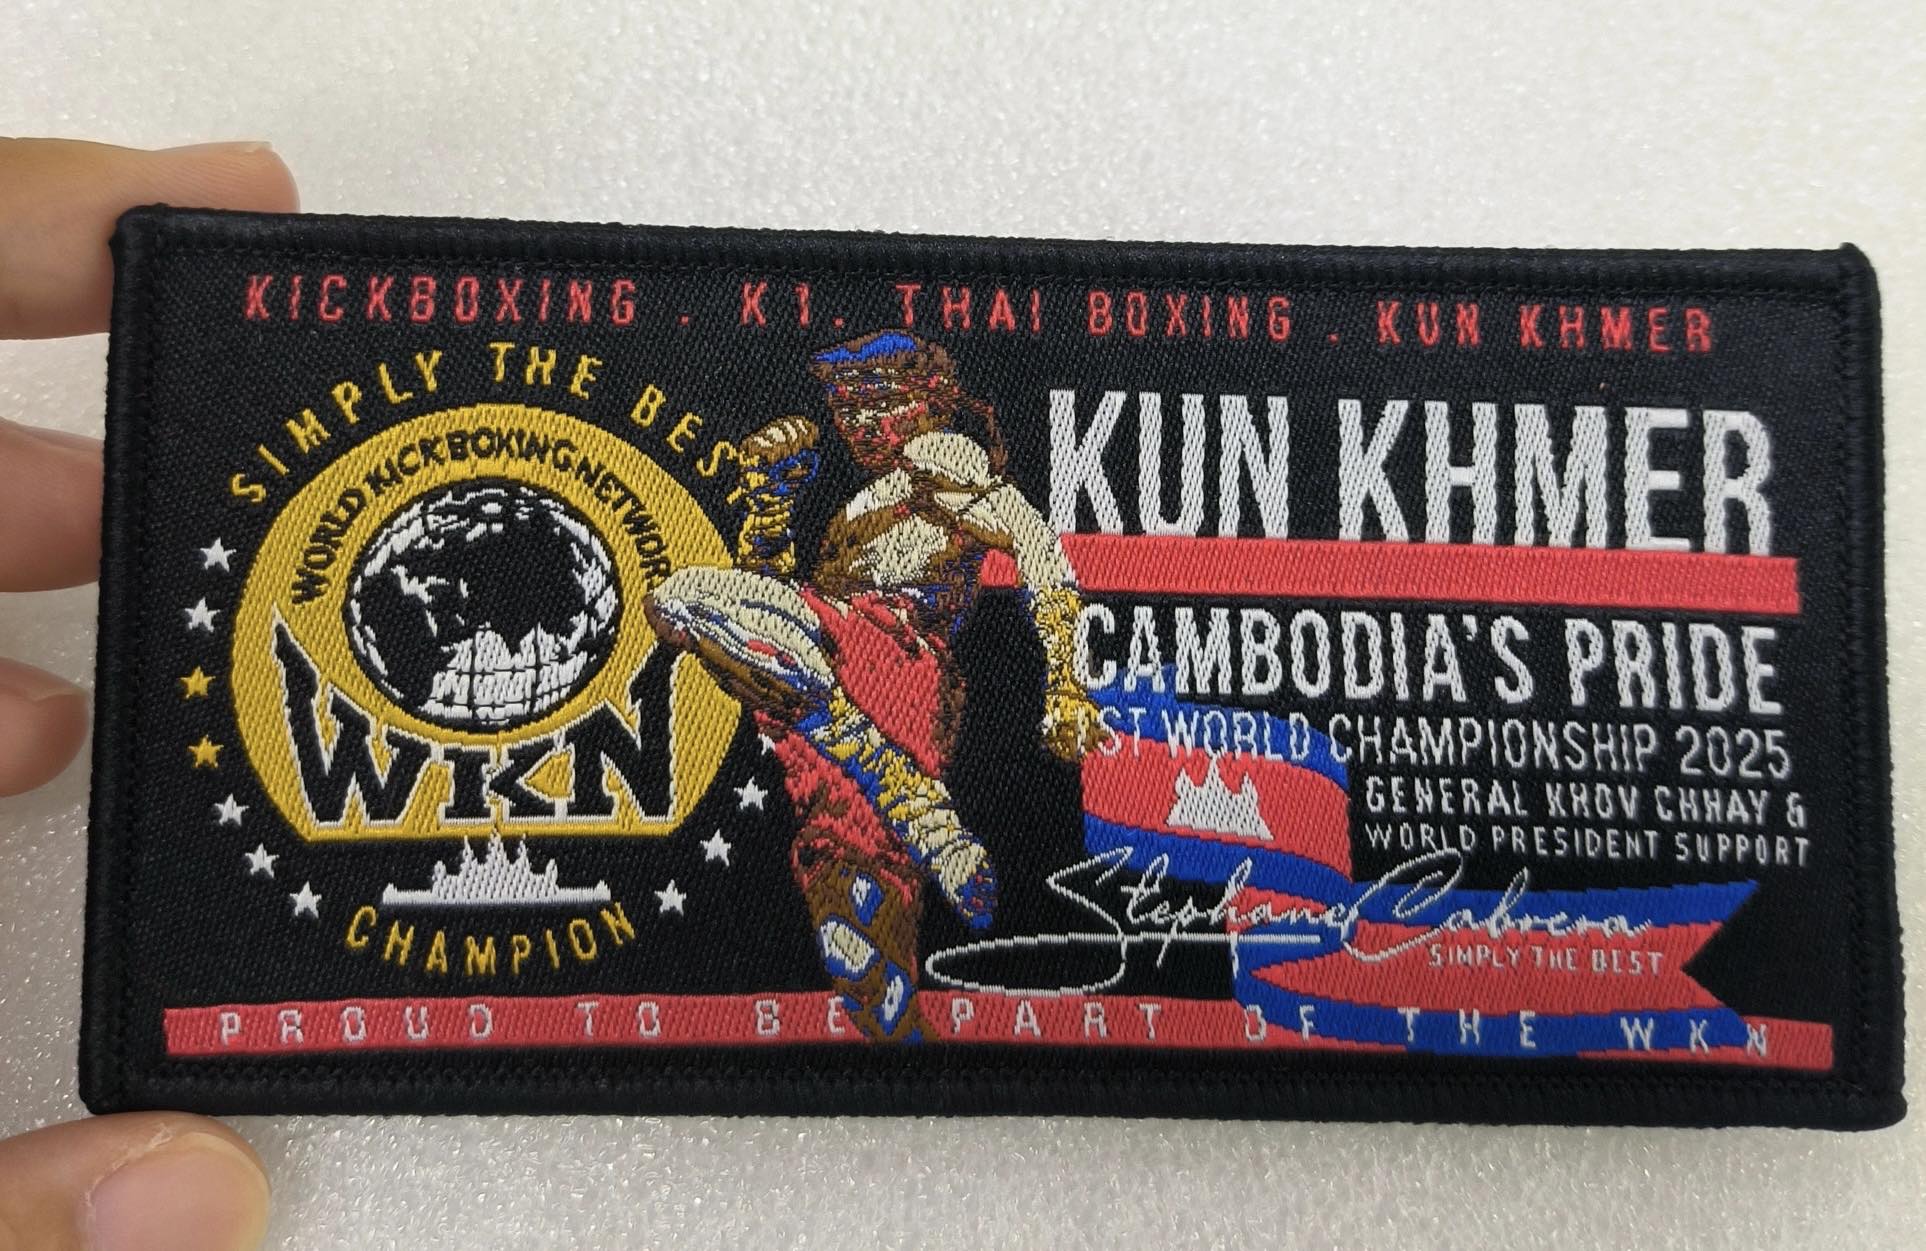 KICKBOXING . K1. THAI BOXING . KUN KHMER
SIMPLY THE BEST
WORLD KICKBOXING NETWORK
WKN
CHAMPION
KUN KHMER
CAMBODIA'S PRIDE
1ST WORLD CHAMPIONSHIP 2025
GENERAL KHOV CHHAY &
WORLD PRESIDENT SUPPORT
Stephane Cabrera
SIMPLY THE BEST
PROUD TO BE PART OF THE WKN